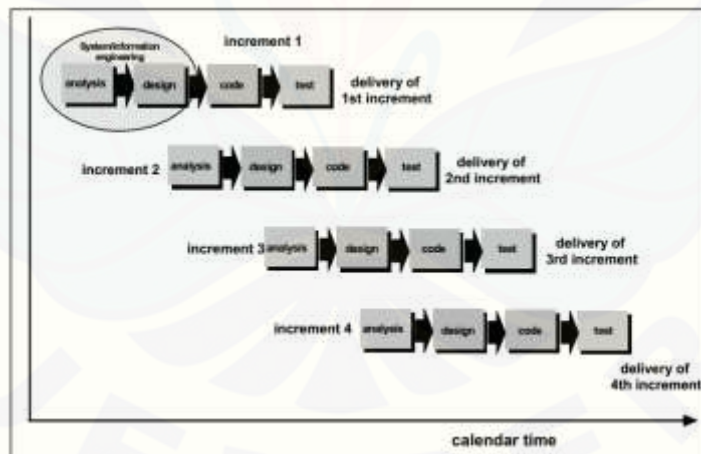 System/information
engineering
increment 1
analysis design code test
delivery of
1st increment
increment 2
analysis design code test
delivery of
2nd increment
increment 3
analysis design code test
delivery of
3rd increment
increment 4
analysis design code test
delivery of
4th increment
calendar time